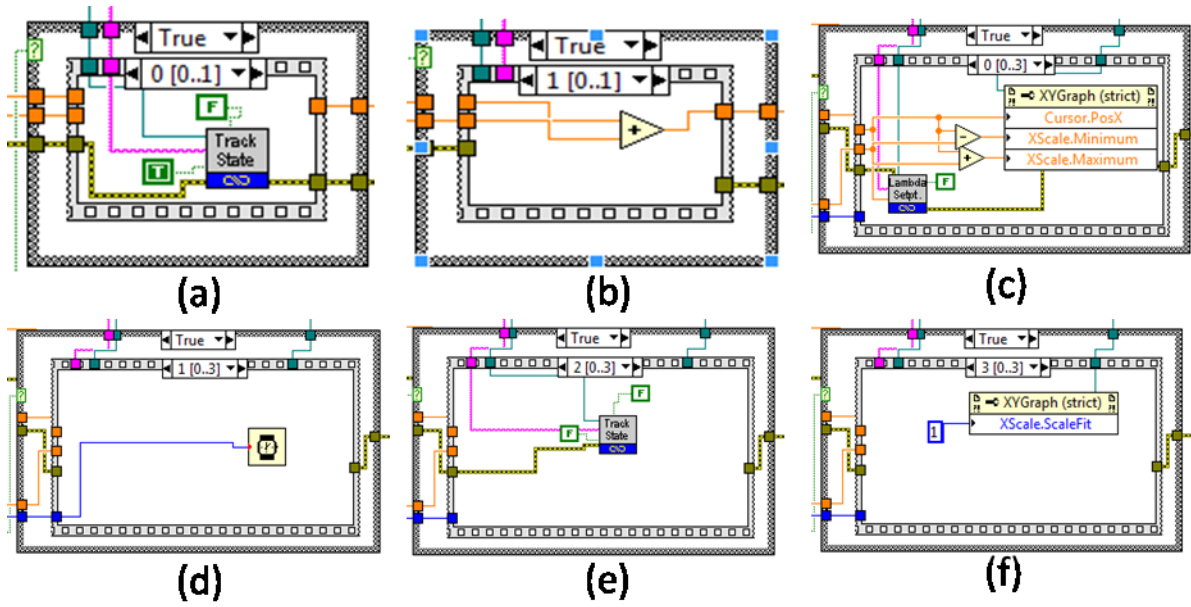 True
0 [0..1]
?
F
Track
State
T
(a)
True
1 [0..1]
?
+
(b)
True
0 [0..3]
?
XYGraph (strict)
Cursor.PosX
XScale.Minimum
XScale.Maximum
-
+
Lambda
Setpt.
F
(c)
True
1 [0..3]
?
(d)
True
2 [0..3]
?
F
F
Track
State
(e)
True
3 [0..3]
?
XYGraph (strict)
XScale.ScaleFit
1
(f)